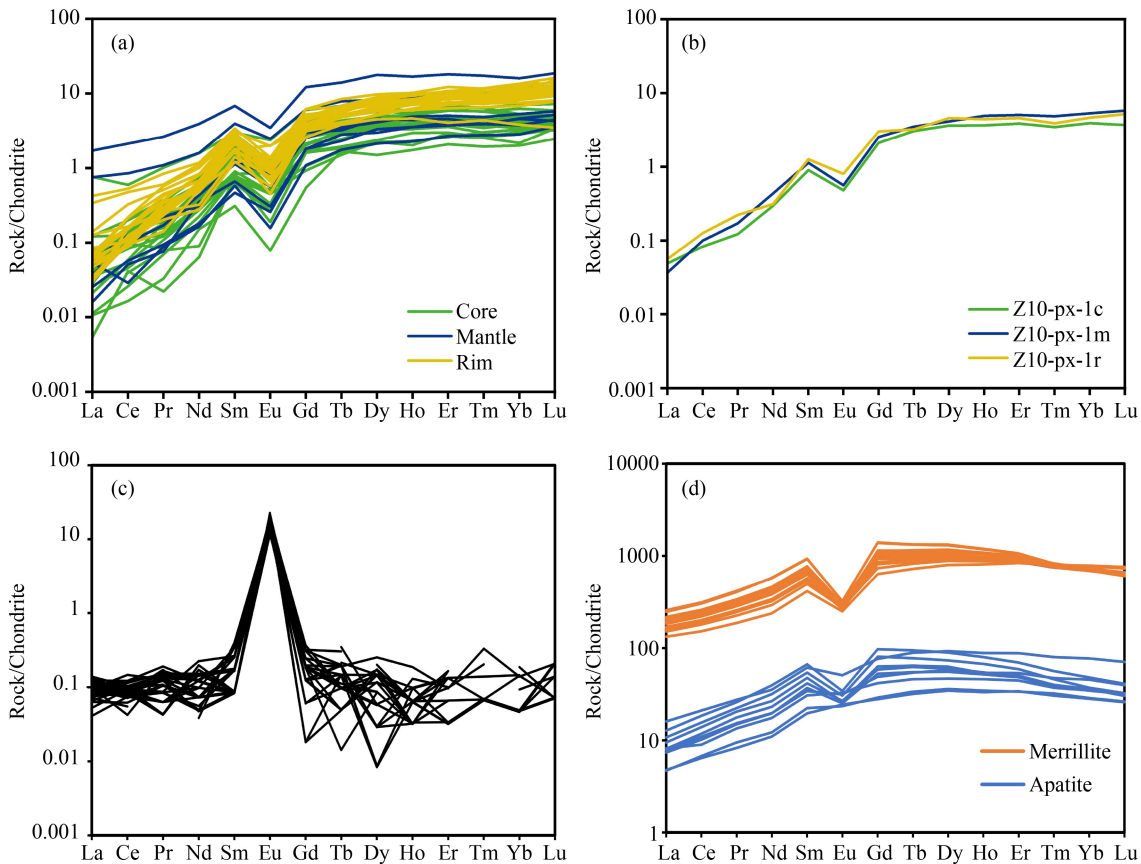 100
10
1
0.1
0.01
0.001
Rock/Chondrite
(a)
Core
Mantle
Rim
La Ce Pr Nd Sm Eu Gd Tb Dy Ho Er Tm Yb Lu
100
10
1
0.1
0.01
0.001
Rock/Chondrite
(b)
Z10-px-1c
Z10-px-1m
Z10-px-1r
La Ce Pr Nd Sm Eu Gd Tb Dy Ho Er Tm Yb Lu
100
10
1
0.1
0.01
0.001
Rock/Chondrite
(c)
La Ce Pr Nd Sm Eu Gd Tb Dy Ho Er Tm Yb Lu
10000
1000
100
10
1
Rock/Chondrite
(d)
Merrillite
Apatite
La Ce Pr Nd Sm Eu Gd Tb Dy Ho Er Tm Yb Lu